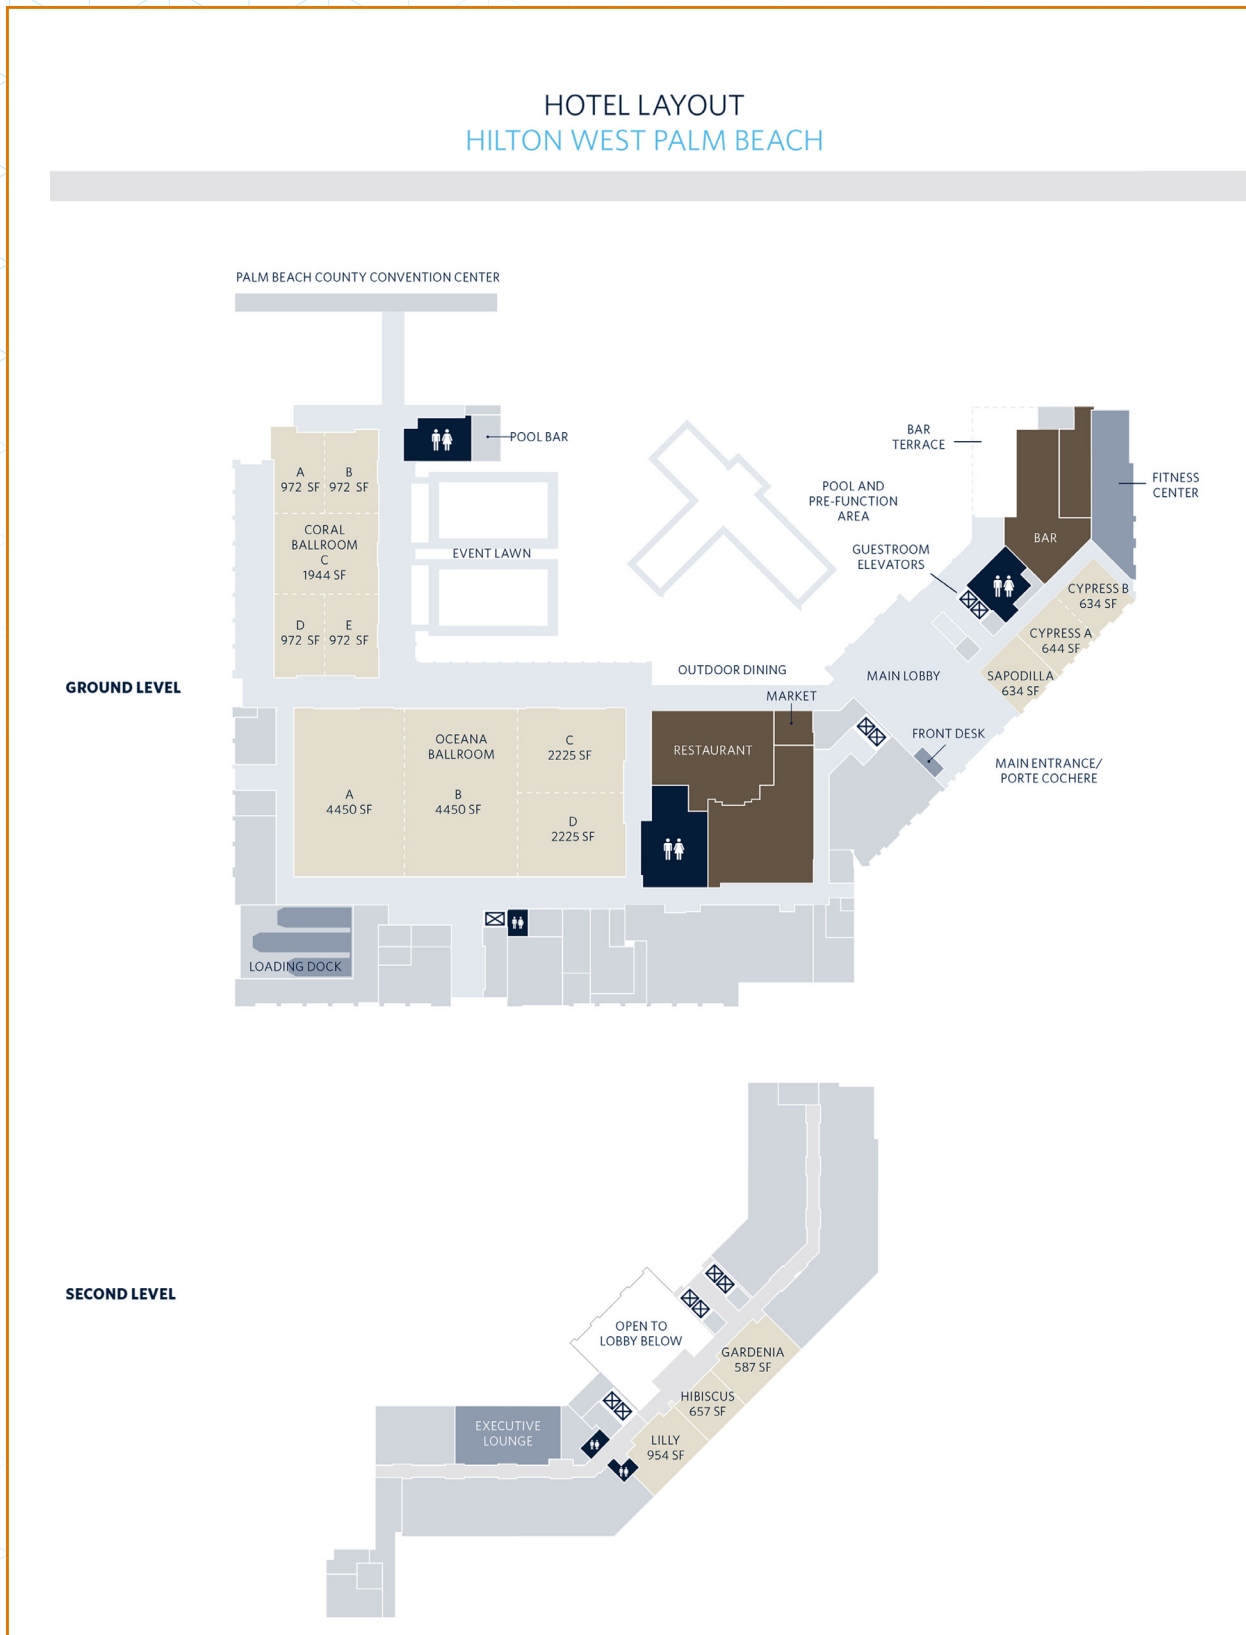 HOTEL LAYOUT
HILTON WEST PALM BEACH
PALM BEACH COUNTY CONVENTION CENTER
POOL BAR
A
972 SF
B
972 SF
CORAL
BALLROOM
C
1944 SF
D
972 SF
E
972 SF
EVENT LAWN
BAR
TERRACE
POOL AND
PRE-FUNCTION
AREA
FITNESS
CENTER
BAR
GUESTROOM
ELEVATORS
CYPRESS B
634 SF
CYPRESS A
644 SF
SAPODILLA
634 SF
GROUND LEVEL
OUTDOOR DINING
MAIN LOBBY
MARKET
RESTAURANT
FRONT DESK
MAIN ENTRANCE/
PORTE COCHERE
OCEANA
BALLROOM
A
4450 SF
B
4450 SF
C
2225 SF
D
2225 SF
LOADING DOCK
SECOND LEVEL
OPEN TO
LOBBY BELOW
GARDENIA
587 SF
HIBISCUS
657 SF
LILLY
954 SF
EXECUTIVE
LOUNGE